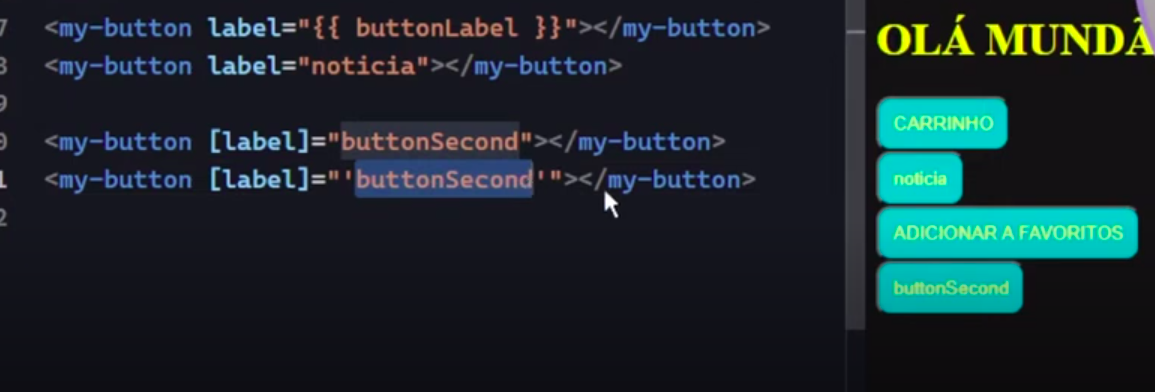 7 <my-button label="{{ buttonLabel }}"></my-button>
8 <my-button label="noticia"></my-button>
9
0 <my-button [label]="buttonSecond"></my-button>
1 <my-button [label]="'buttonSecond'"></my-button>
2
OLÁ MUNDÃ
CARRINHO
noticia
ADICIONAR A FAVORITOS
buttonSecond